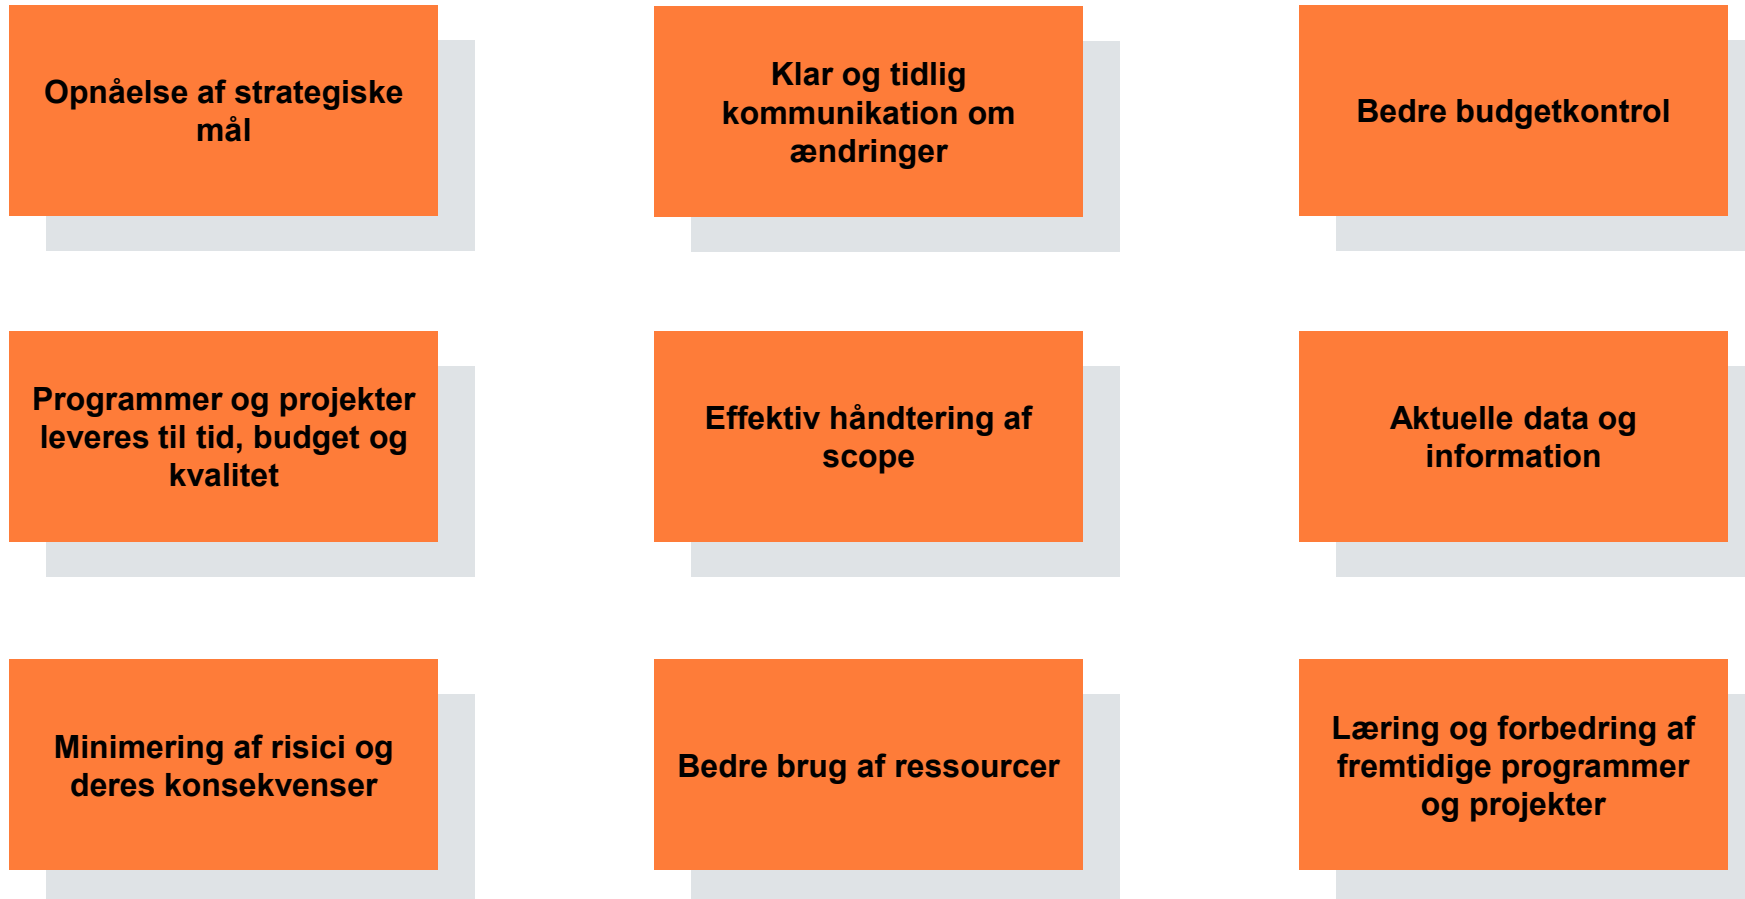 Opnåelse af strategiske
mål
Klar og tidlig
kommunikation om
ændringer
Bedre budgetkontrol
Programmer og projekter
leveres til tid, budget og
kvalitet
Effektiv håndtering af
scope
Aktuelle data og
information
Minimering af risici og
deres konsekvenser
Bedre brug af ressourcer
Læring og forbedring af
fremtidige programmer
og projekter